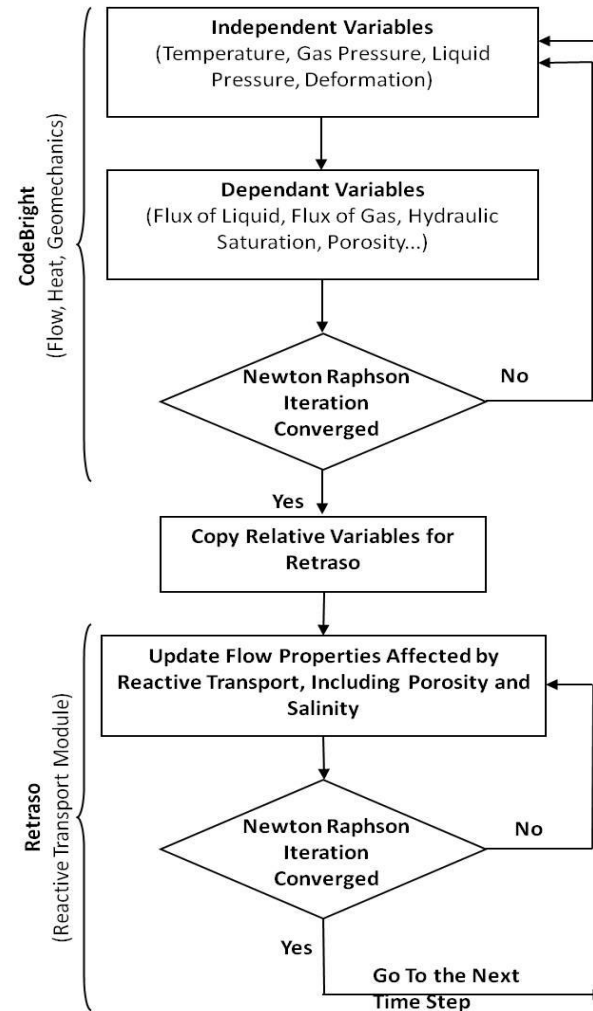 Independent Variables
(Temperature, Gas Pressure, Liquid
Pressure, Deformation)
Dependant Variables
(Flux of Liquid, Flux of Gas, Hydraulic
Saturation, Porosity...)
CodeBright
(Flow, Heat, Geomechanics)
Newton Raphson
Iteration
Converged
No
Yes
Copy Relative Variables for
Retraso
Update Flow Properties Affected by
Reactive Transport, Including Porosity and
Salinity
Retraso
(Reactive Transport Module)
Newton Raphson
Iteration
Converged
No
Yes
Go To the Next
Time Step